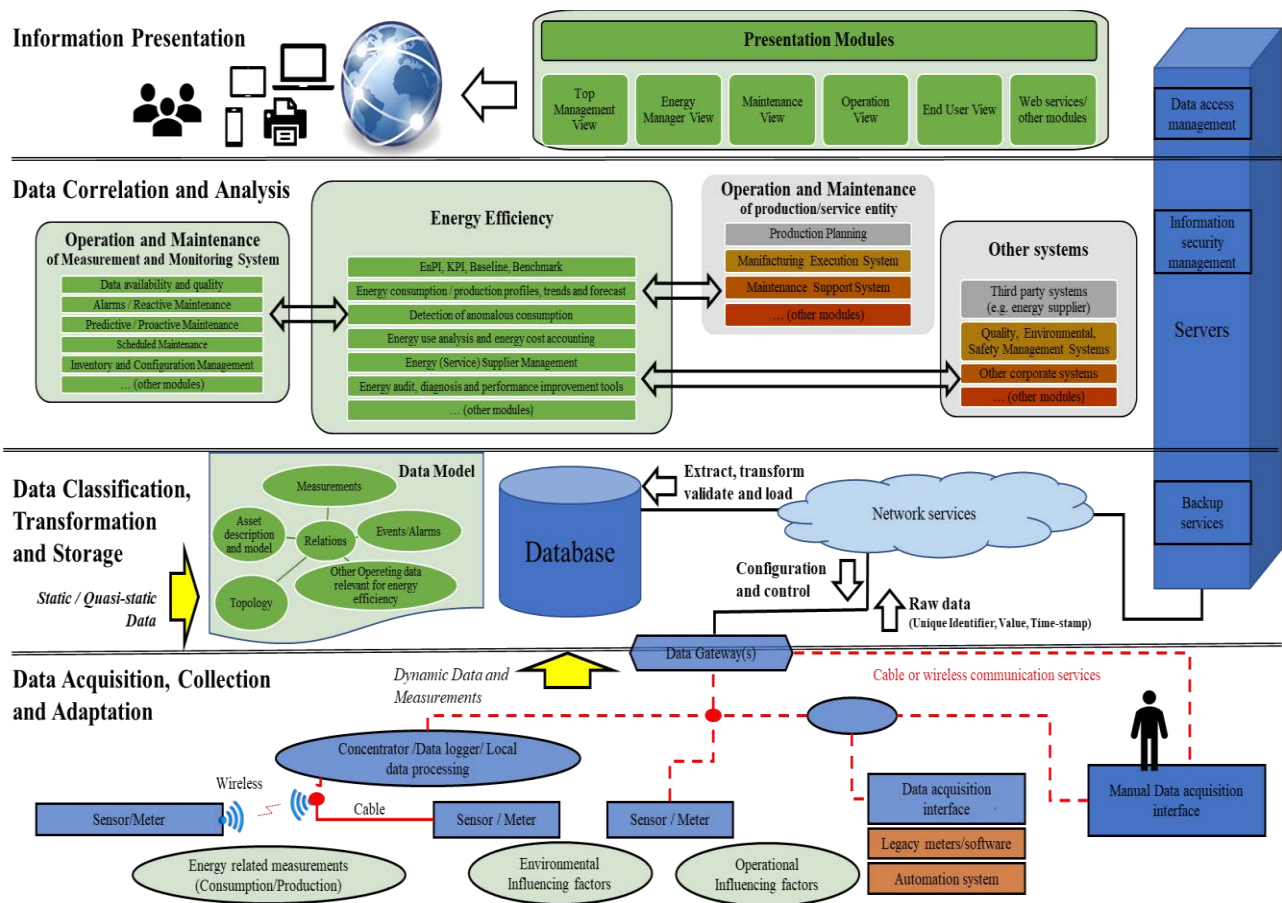 Information Presentation
Presentation Modules
Top
Management
View
Energy
Manager View
Maintenance
View
Operation
View
End User View
Web services/
other modules
Data access
management
Data Correlation and Analysis
Operation and Maintenance
of Measurement and Monitoring System
Data availability and quality
Alarms / Reactive Maintenance
Predictive / Proactive Maintenance
Scheduled Maintenance
Inventory and Configuration Management
… (other modules)
Energy Efficiency
EnPI, KPI, Baseline, Benchmark
Energy consumption / production profiles, trends and forecast
Detection of anomalous consumption
Energy use analysis and energy cost accounting
Energy (Service) Supplier Management
Energy audit, diagnosis and performance improvement tools
… (other modules)
Operation and Maintenance
of production/service entity
Production Planning
Manifacturing Execution System
Maintenance Support System
… (other modules)
Other systems
Third party systems
(e.g. energy supplier)
Quality, Environmental,
Safety Management Systems
Other corporate systems
… (other modules)
Information
security
management
Servers
Data Classification,
Transformation
and Storage
Static / Quasi-static
Data
Data Model
Measurements
Asset
description
and model
Relations
Events/Alarms
Topology
Other Opereting data
relevant for energy
efficiency
Database
Extract, transform
validate and load
Network services
Configuration
and control
Raw data
(Unique Identifier, Value, Time-stamp)
Backup
services
Data Acquisition, Collection
and Adaptation
Dynamic Data and
Measurements
Data Gateway(s)
Cable or wireless communication services
Concentrator /Data logger/ Local
data processing
Wireless
Cable
Sensor/Meter
Sensor / Meter
Sensor / Meter
Data acquisition
interface
Legacy meters/software
Automation system
Manual Data acquisition
interface
Energy related measurements
(Consumption/Production)
Environmental
Influencing factors
Operational
Influencing factors